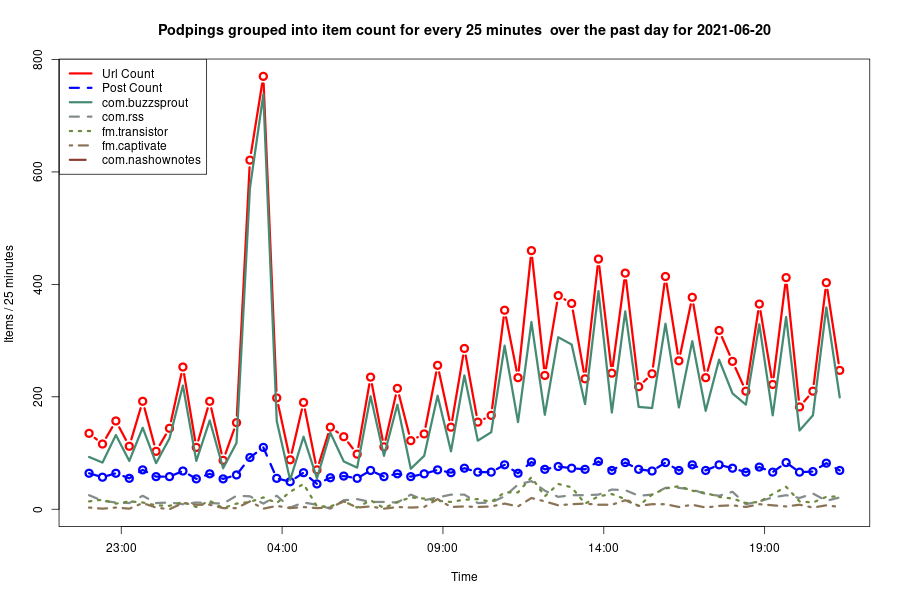 Podpings grouped into item count for every 25 minutes  over the past day for 2021-06-20
Url Count
Post Count
com.buzzsprout
com.rss
fm.transistor
fm.captivate
com.nashownotes
Items / 25 minutes
800
600
400
200
0
23:00 04:00 09:00 14:00 19:00
Time